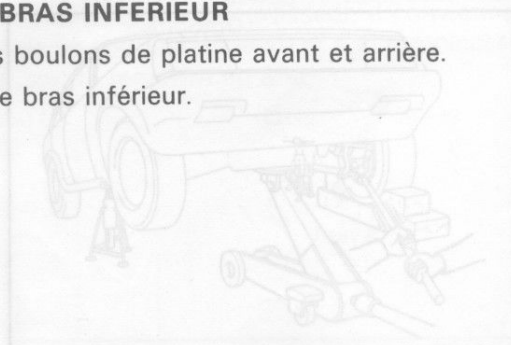 BRAS INFERIEUR
boulons de platine avant et arrière.
bras inférieur.